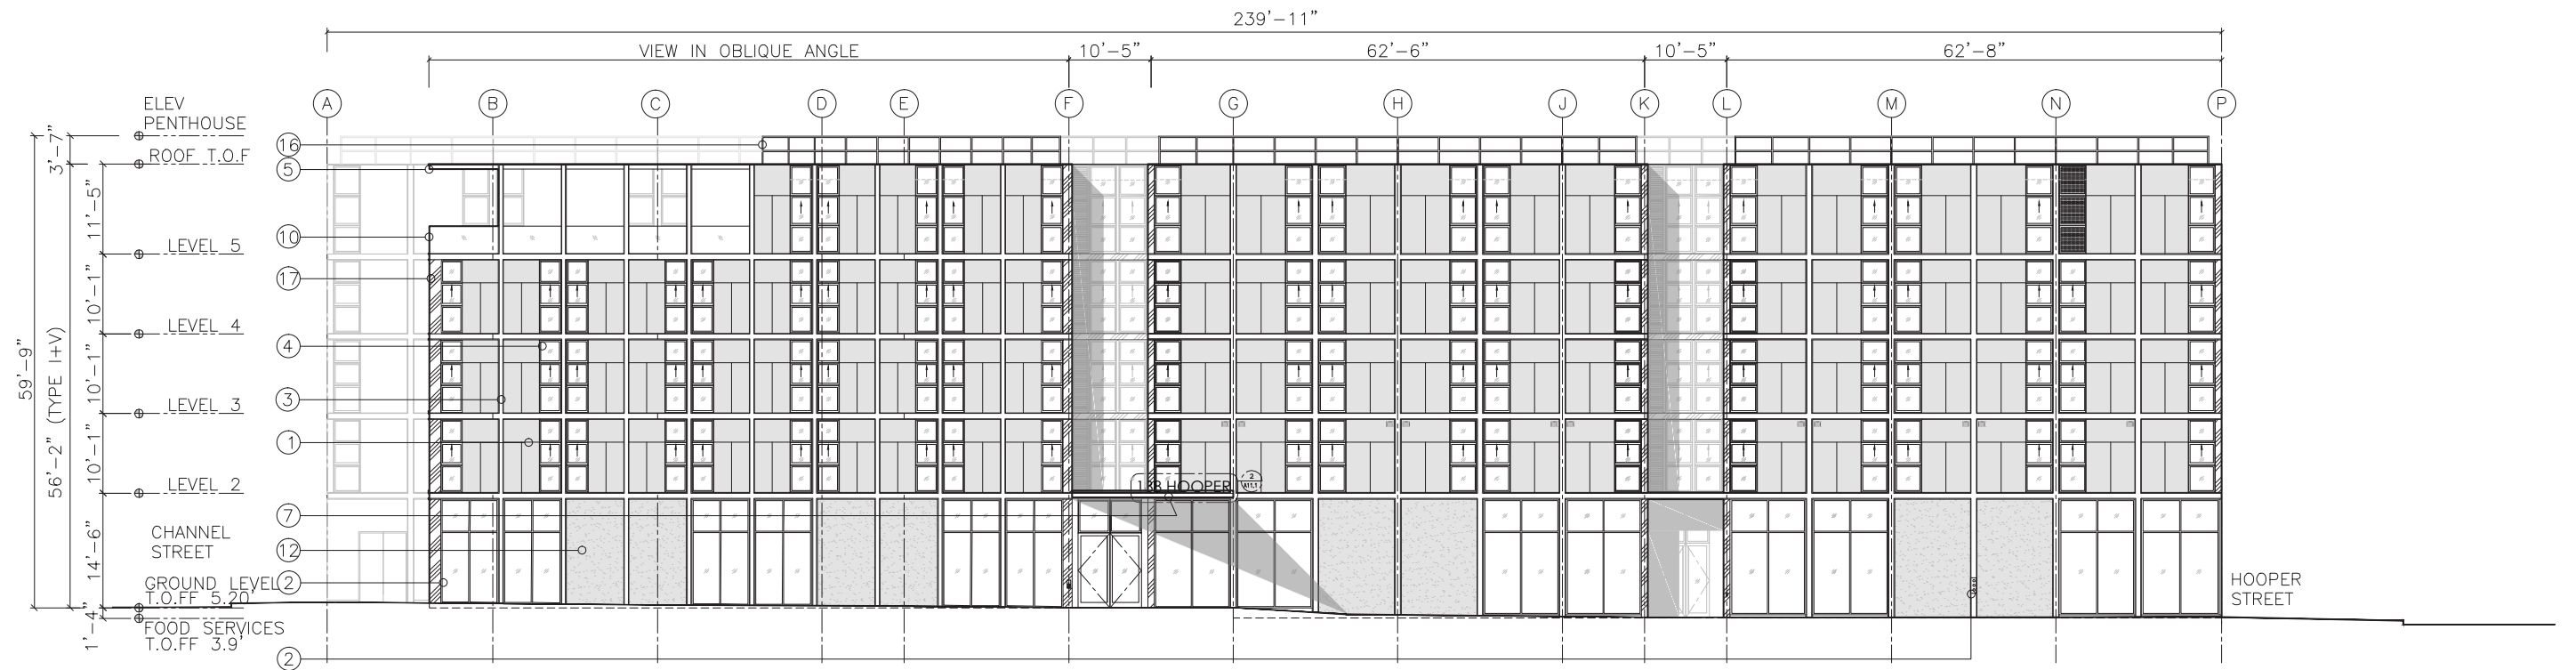 239'-11"
VIEW IN OBLIQUE ANGLE
10'-5"
62'-6"
10'-5"
62'-8"
A
B
C
D
E
F
G
H
J
K
L
M
N
P
ELEV
PENTHOUSE
ROOF T.O.F
LEVEL 5
LEVEL 4
LEVEL 3
LEVEL 2
CHANNEL
STREET
GROUND LEVEL
T.O.FF 5.20'
FOOD SERVICES
T.O.FF 3.9'
3'-7"
11'-5"
10'-1"
10'-1"
10'-1"
14'-6"
1'-4"
56'-2" (TYPE I+V)
59'-9"
16
5
10
17
4
3
1
7
12
2
2
138 HOOPER
2
A11.1
HOOPER
STREET